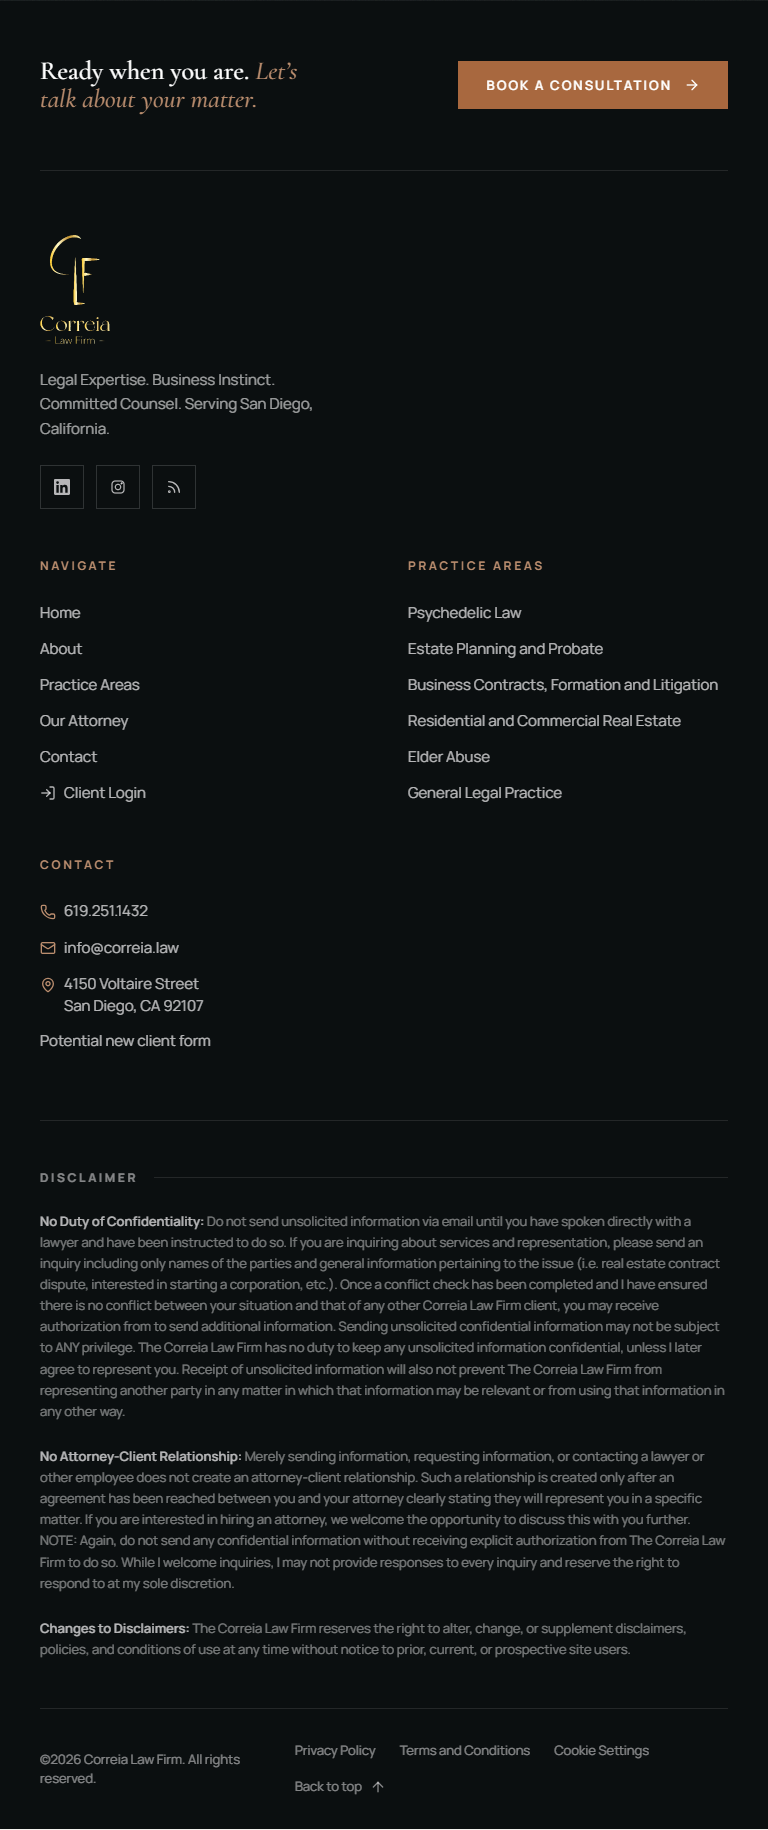 Ready when you are. Let’s
talk about your matter.
BOOK A CONSULTATION
CF
Correia
- Law Firm -
Legal Expertise. Business Instinct.
Committed Counsel. Serving San Diego,
California.
NAVIGATE
Home
About
Practice Areas
Our Attorney
Contact
Client Login
PRACTICE AREAS
Psychedelic Law
Estate Planning and Probate
Business Contracts, Formation and Litigation
Residential and Commercial Real Estate
Elder Abuse
General Legal Practice
CONTACT
619.251.1432
info@correia.law
4150 Voltaire Street
San Diego, CA 92107
Potential new client form
DISCLAIMER
No Duty of Confidentiality: Do not send unsolicited information via email until you have spoken directly with a
lawyer and have been instructed to do so. If you are inquiring about services and representation, please send an
inquiry including only names of the parties and general information pertaining to the issue (i.e. real estate contract
dispute, interested in starting a corporation, etc.). Once a conflict check has been completed and I have ensured
there is no conflict between your situation and that of any other Correia Law Firm client, you may receive
authorization from to send additional information. Sending unsolicited confidential information may not be subject
to ANY privilege. The Correia Law Firm has no duty to keep any unsolicited information confidential, unless I later
agree to represent you. Receipt of unsolicited information will also not prevent The Correia Law Firm from
representing another party in any matter in which that information may be relevant or from using that information in
any other way.
No Attorney-Client Relationship: Merely sending information, requesting information, or contacting a lawyer or
other employee does not create an attorney-client relationship. Such a relationship is created only after an
agreement has been reached between you and your attorney clearly stating they will represent you in a specific
matter. If you are interested in hiring an attorney, we welcome the opportunity to discuss this with you further.
NOTE: Again, do not send any confidential information without receiving explicit authorization from The Correia Law
Firm to do so. While I welcome inquiries, I may not provide responses to every inquiry and reserve the right to
respond to at my sole discretion.
Changes to Disclaimers: The Correia Law Firm reserves the right to alter, change, or supplement disclaimers,
policies, and conditions of use at any time without notice to prior, current, or prospective site users.
©2026 Correia Law Firm. All rights
reserved.
Privacy Policy
Terms and Conditions
Cookie Settings
Back to top